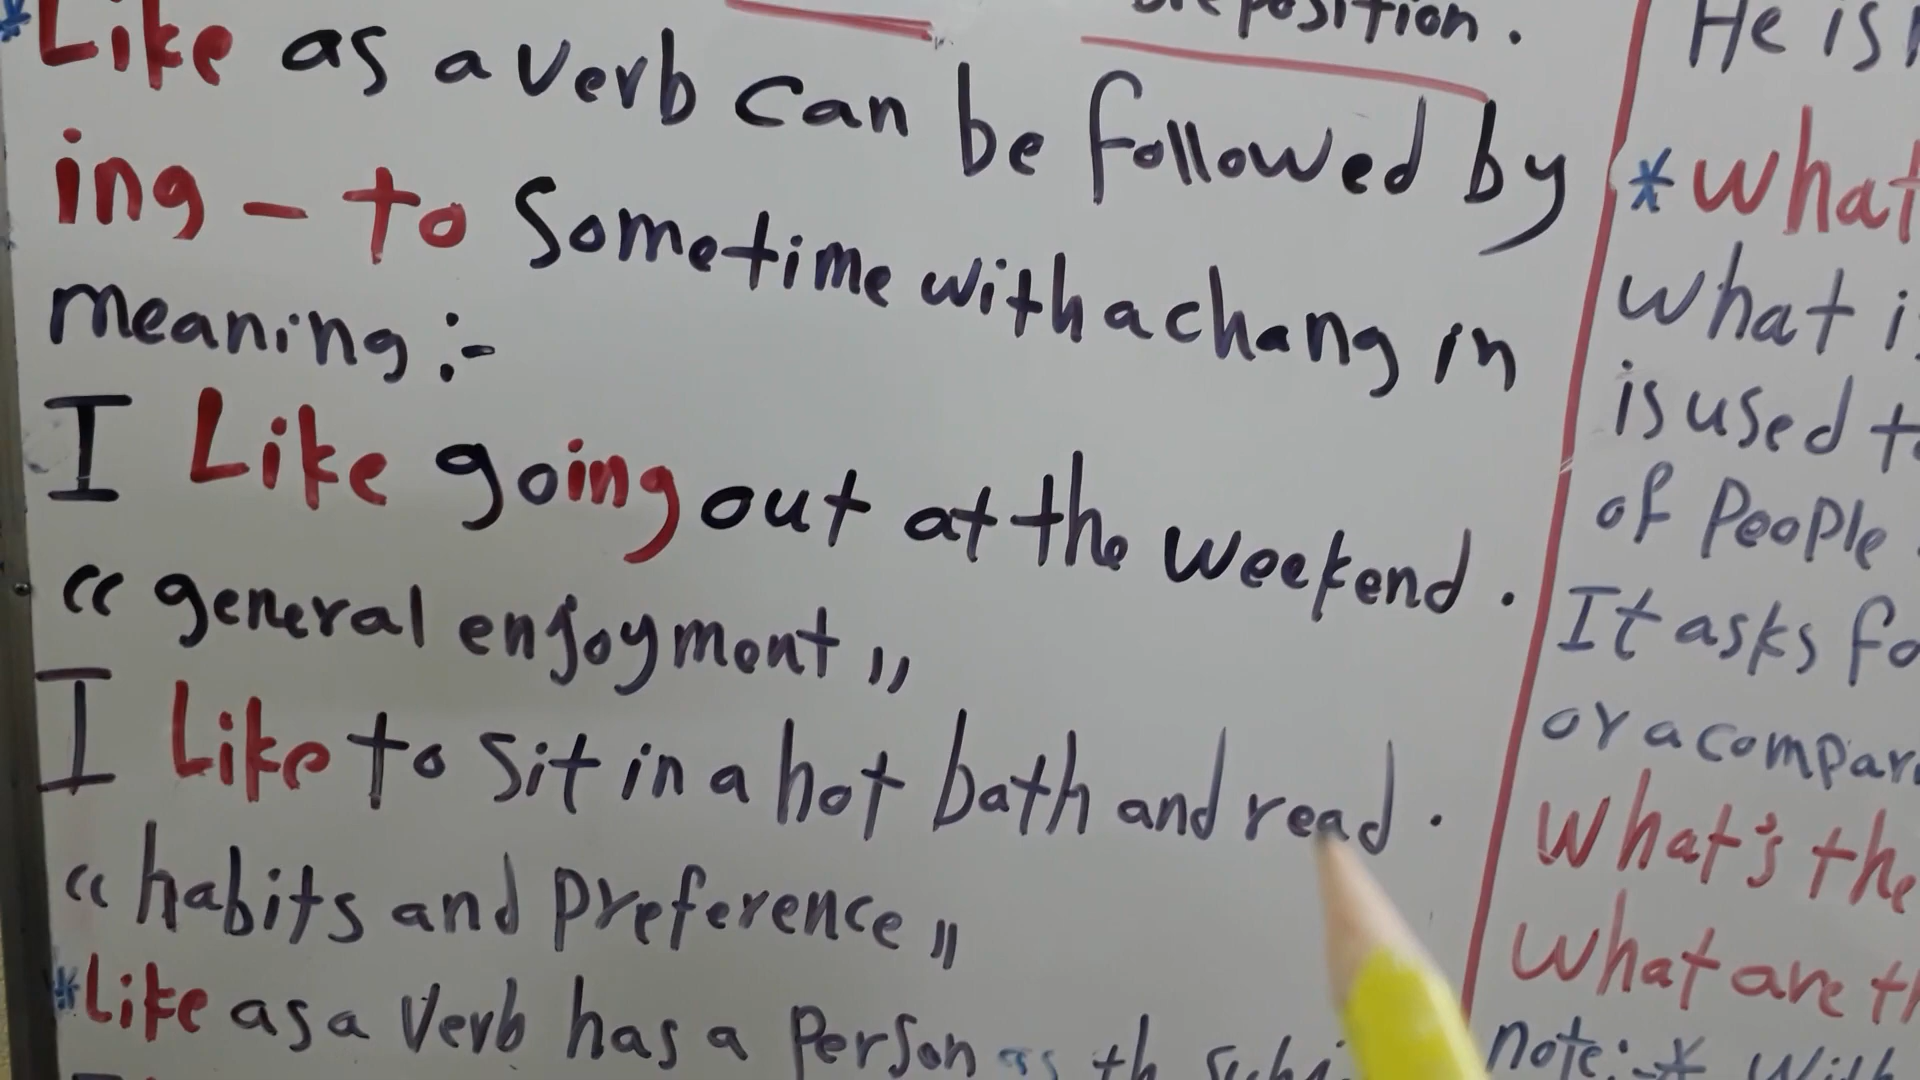 Preposition.
*Like as a verb can be followed by
ing - to Sometime with a chang in
meaning :-
I Like going out at the weekend.
“ general enjoyment „
I Like to sit in a hot bath and read.
“ habits and preference „
*Like as a Verb has a Person as
He is
*What
what
is used
of People
It asks
or a
What's the
What are
note:-*